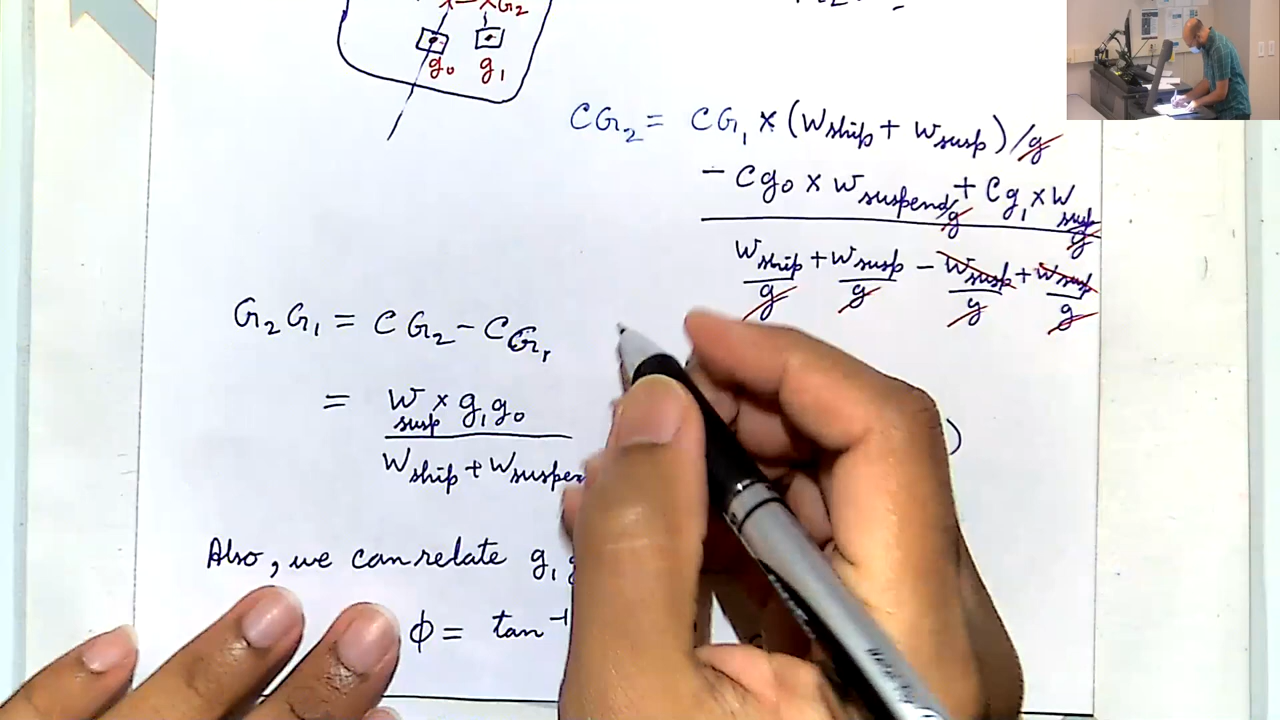 G₂
g₀ g₁
CG₂ = CG₁ × (Wship + Wsusp)/g
- Cg₀ × Wsuspend/g + Cg₁ × Wsusp/g
Wship/g + Wsusp/g - Wsusp/g + Wsusp/g
G₂G₁ = CG₂ - CG₁
= Wsusp × g₁g₀
Wship + Wsuspen
)
Also, we can relate g₁
φ = tan⁻¹